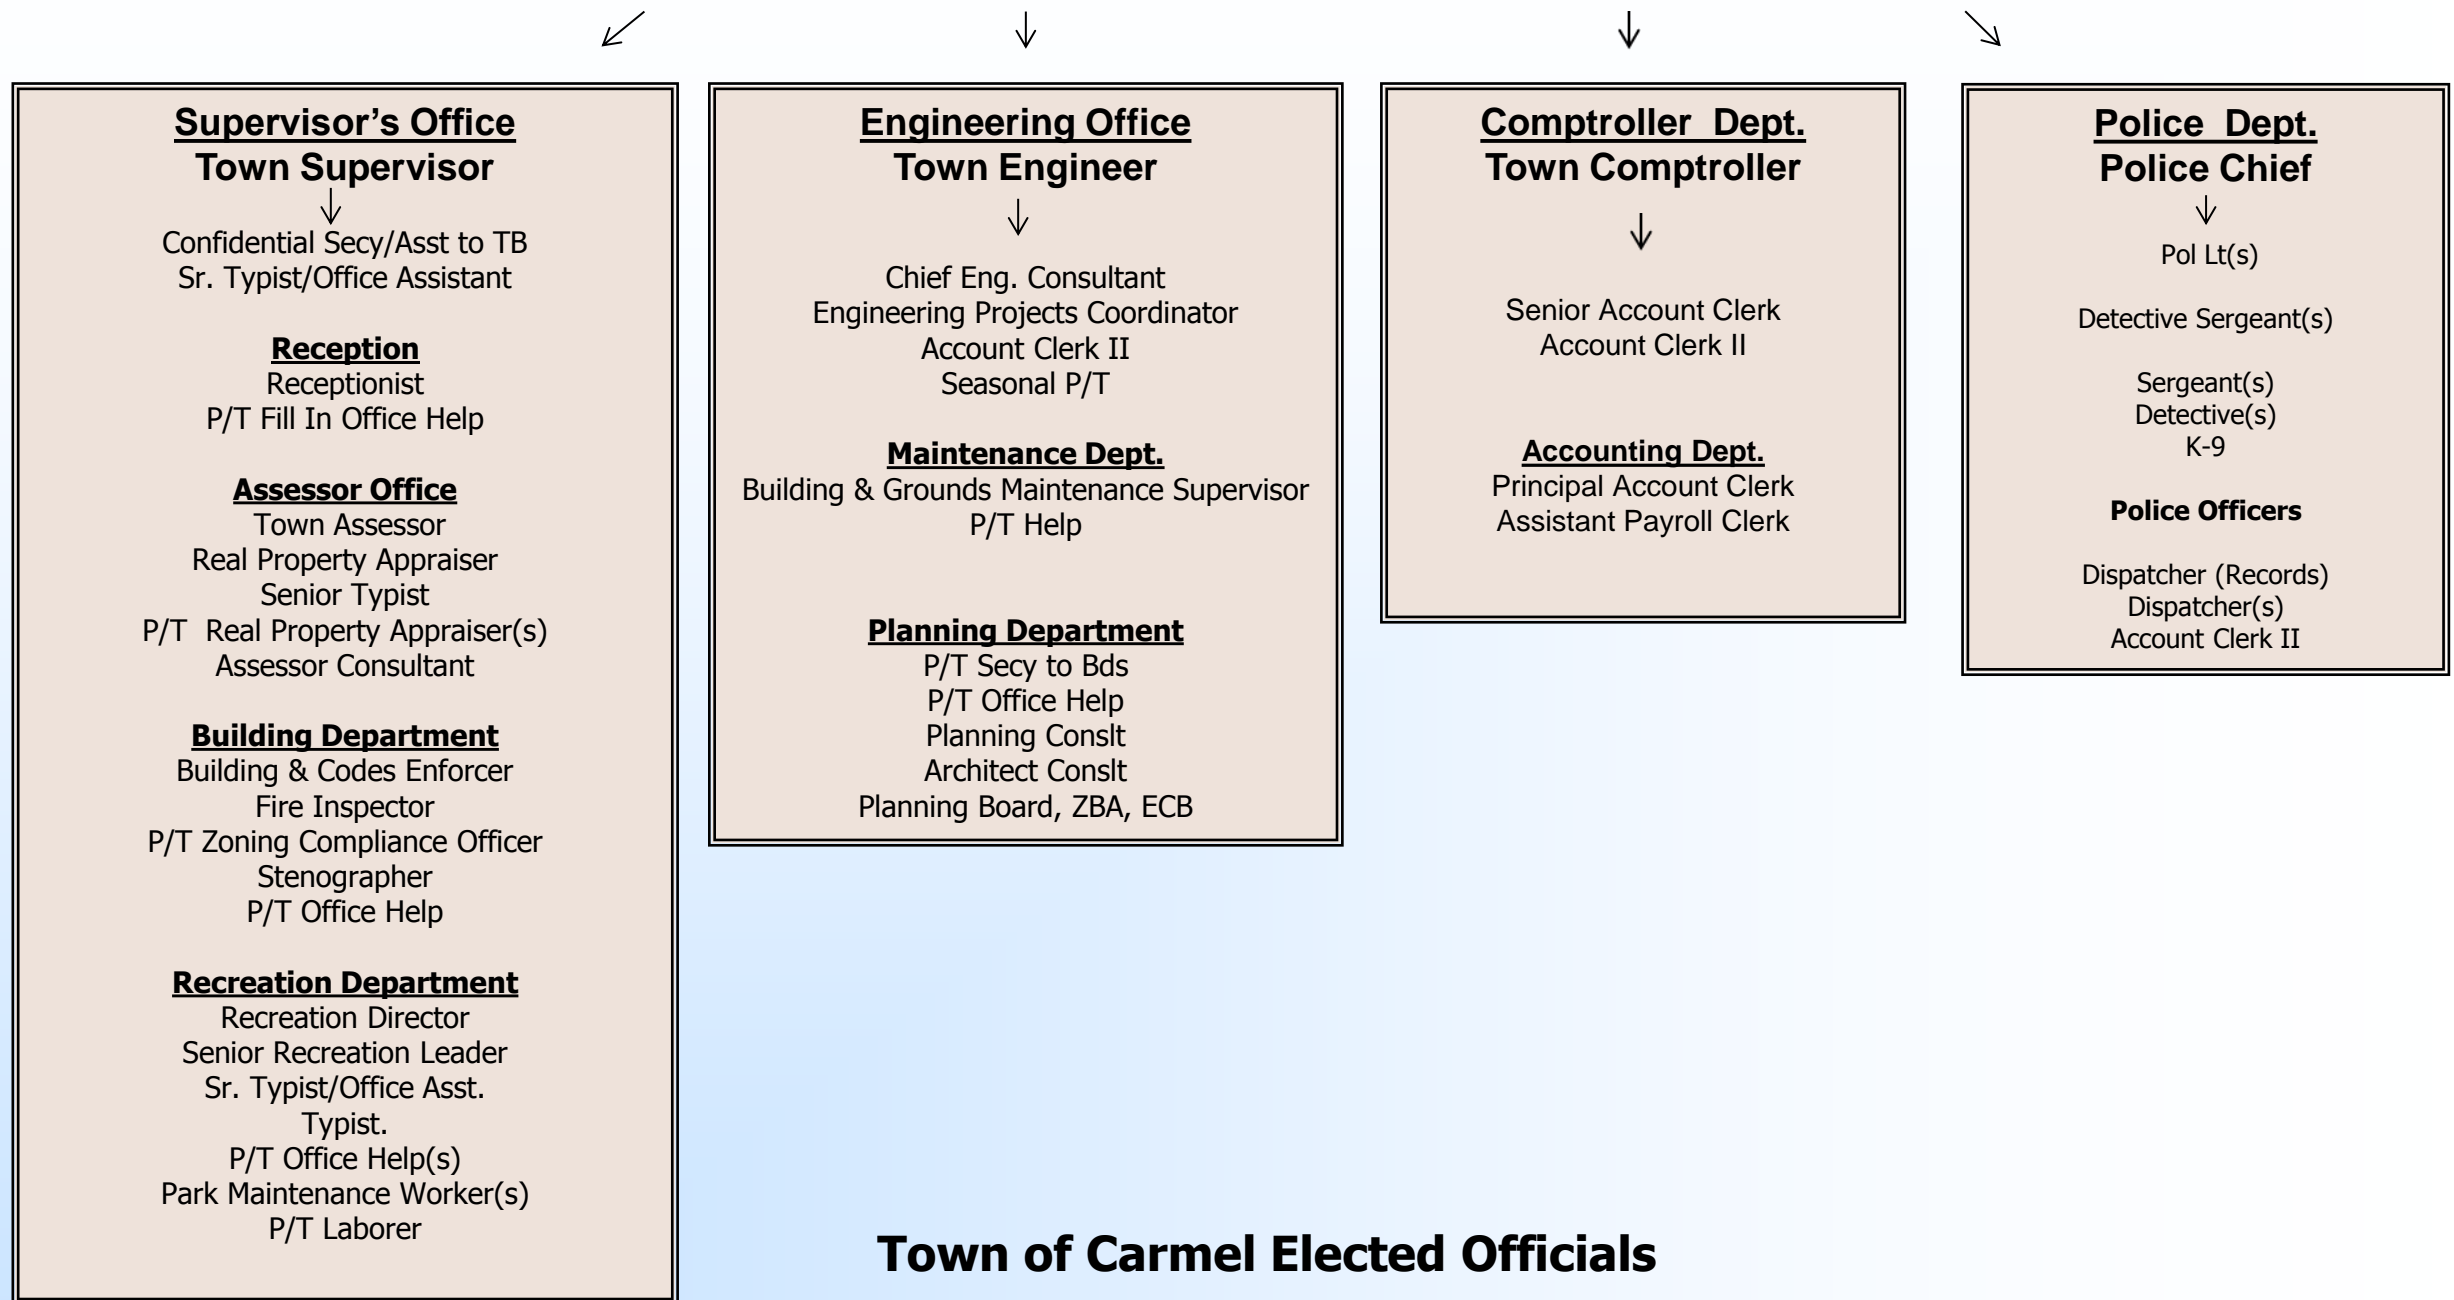 Supervisor’s Office
Town Supervisor
Confidential Secy/Asst to TB
Sr. Typist/Office Assistant
Reception
Receptionist
P/T Fill In Office Help
Assessor Office
Town Assessor
Real Property Appraiser
Senior Typist
P/T Real Property Appraiser(s)
Assessor Consultant
Building Department
Building & Codes Enforcer
Fire Inspector
P/T Zoning Compliance Officer
Stenographer
P/T Office Help
Recreation Department
Recreation Director
Senior Recreation Leader
Sr. Typist/Office Asst.
Typist.
P/T Office Help(s)
Park Maintenance Worker(s)
P/T Laborer
Engineering Office
Town Engineer
Chief Eng. Consultant
Engineering Projects Coordinator
Account Clerk II
Seasonal P/T
Maintenance Dept.
Building & Grounds Maintenance Supervisor
P/T Help
Planning Department
P/T Secy to Bds
P/T Office Help
Planning Conslt
Architect Conslt
Planning Board, ZBA, ECB
Comptroller Dept.
Town Comptroller
Senior Account Clerk
Account Clerk II
Accounting Dept.
Principal Account Clerk
Assistant Payroll Clerk
Police Dept.
Police Chief
Pol Lt(s)
Detective Sergeant(s)
Sergeant(s)
Detective(s)
K-9
Police Officers
Dispatcher (Records)
Dispatcher(s)
Account Clerk II
Town of Carmel Elected Officials